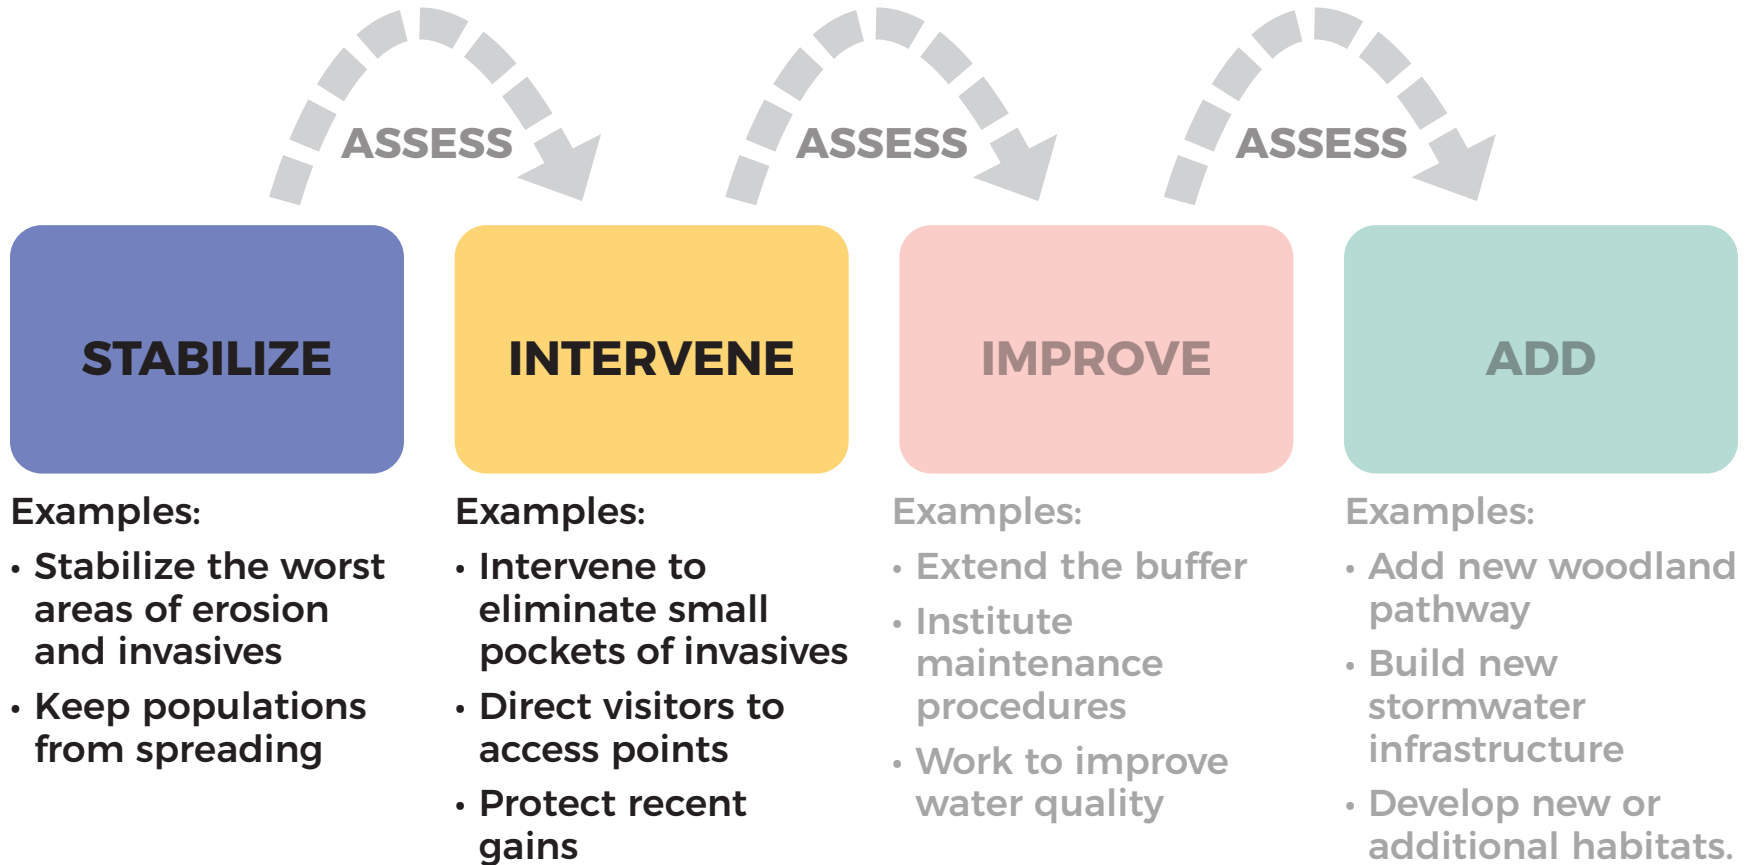 ASSESS
ASSESS
ASSESS
STABILIZE
INTERVENE
IMPROVE
ADD
Examples:
• Stabilize the worst
areas of erosion
and invasives
• Keep populations
from spreading
Examples:
• Intervene to
eliminate small
pockets of invasives
• Direct visitors to
access points
• Protect recent
gains
Examples:
• Extend the buffer
• Institute
maintenance
procedures
• Work to improve
water quality
Examples:
• Add new woodland
pathway
• Build new
stormwater
infrastructure
• Develop new or
additional habitats.